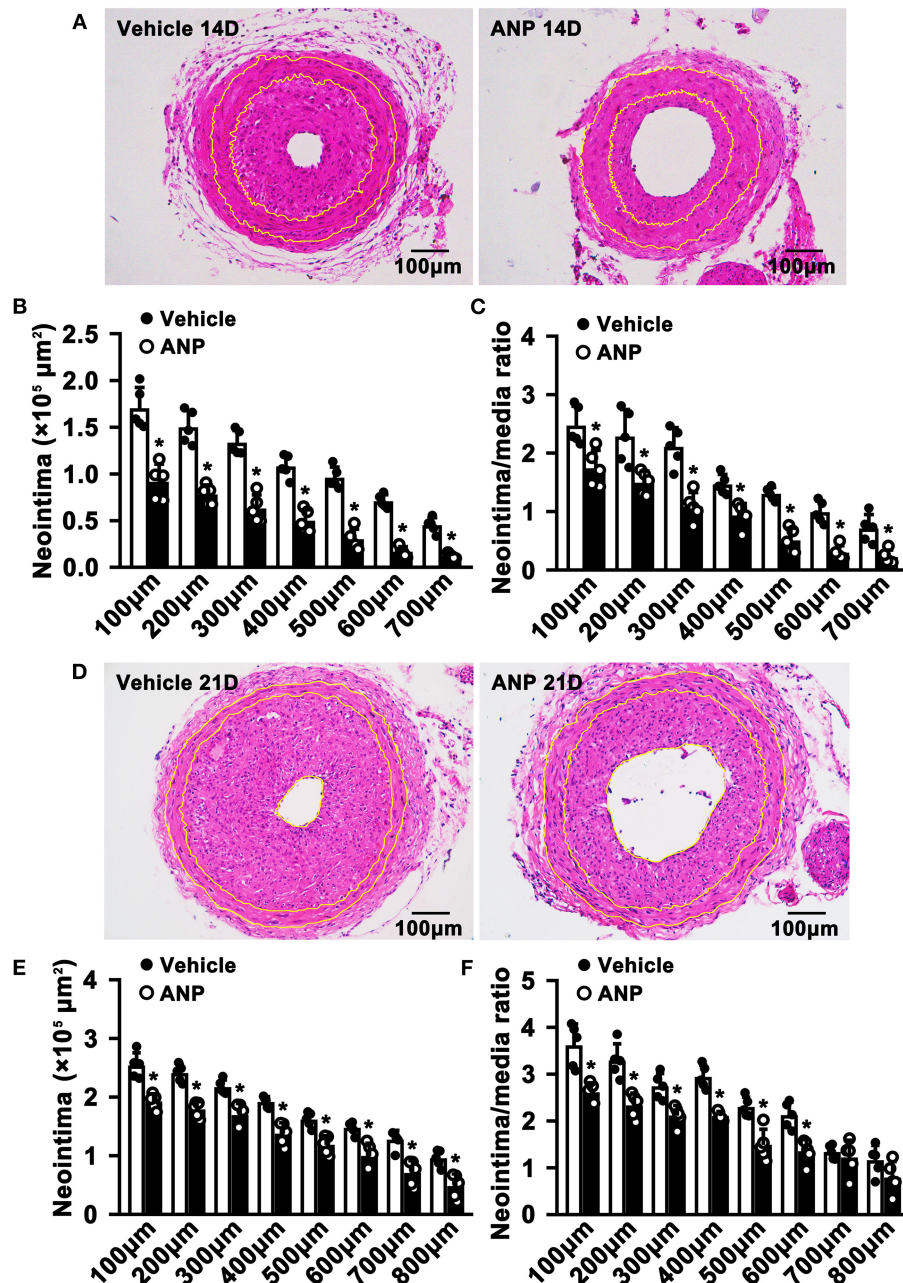 A
Vehicle 14D
100µm
ANP 14D
100µm
B
Vehicle
ANP
Neointima (×10⁵ µm²)
2.5
2.0
1.5
1.0
0.5
0.0
*
*
*
*
*
*
*
100µm
200µm
300µm
400µm
500µm
600µm
700µm
C
Vehicle
ANP
Neointima/media ratio
4
3
2
1
0
*
*
*
*
*
*
*
100µm
200µm
300µm
400µm
500µm
600µm
700µm
D
Vehicle 21D
100µm
ANP 21D
100µm
E
Vehicle
ANP
Neointima (×10⁵ µm²)
4
3
2
1
0
*
*
*
*
*
*
*
*
100µm
200µm
300µm
400µm
500µm
600µm
700µm
800µm
F
Vehicle
ANP
Neointima/media ratio
5
4
3
2
1
0
*
*
*
*
*
*
100µm
200µm
300µm
400µm
500µm
600µm
700µm
800µm